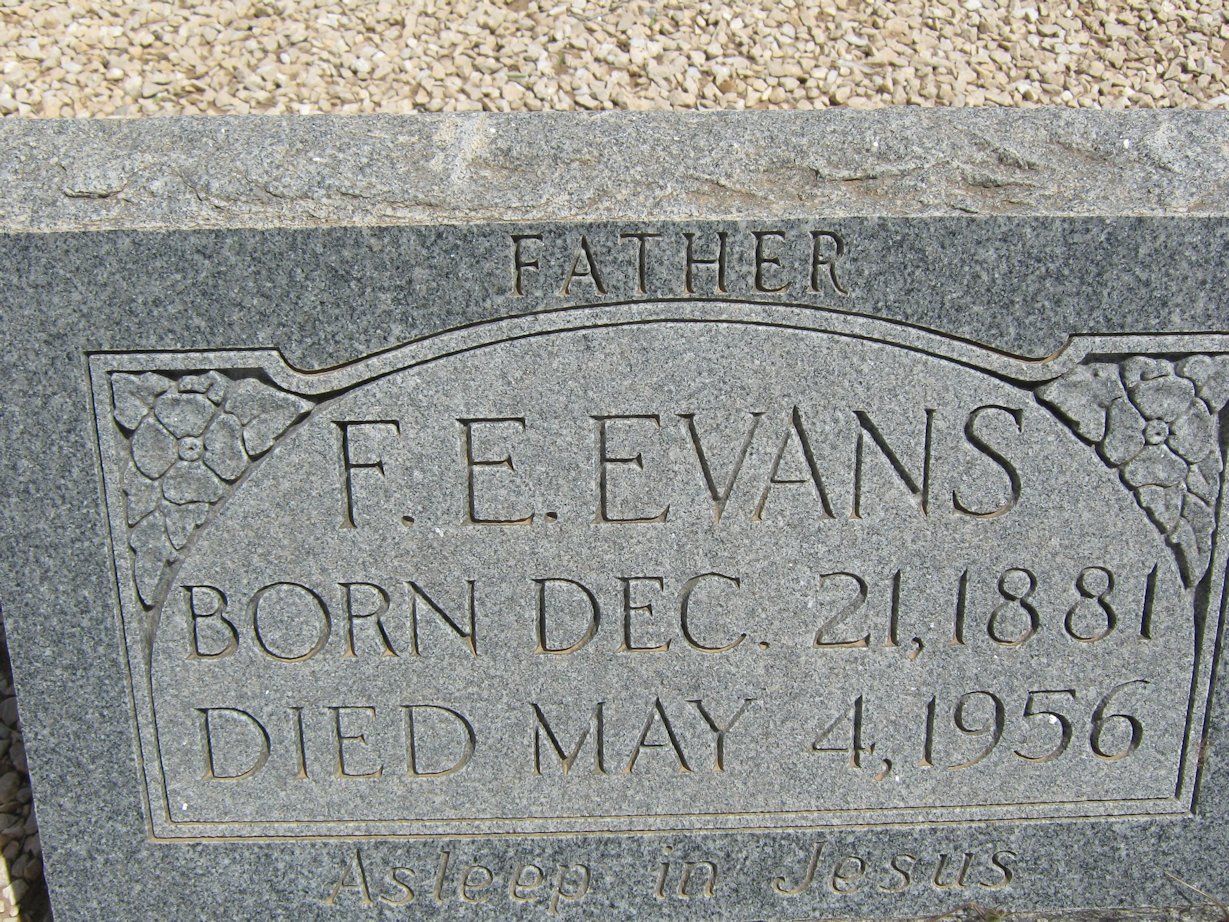 FATHER
F. E. EVANS
BORN DEC. 21, 1881
DIED MAY 4, 1956
Asleep in Jesus